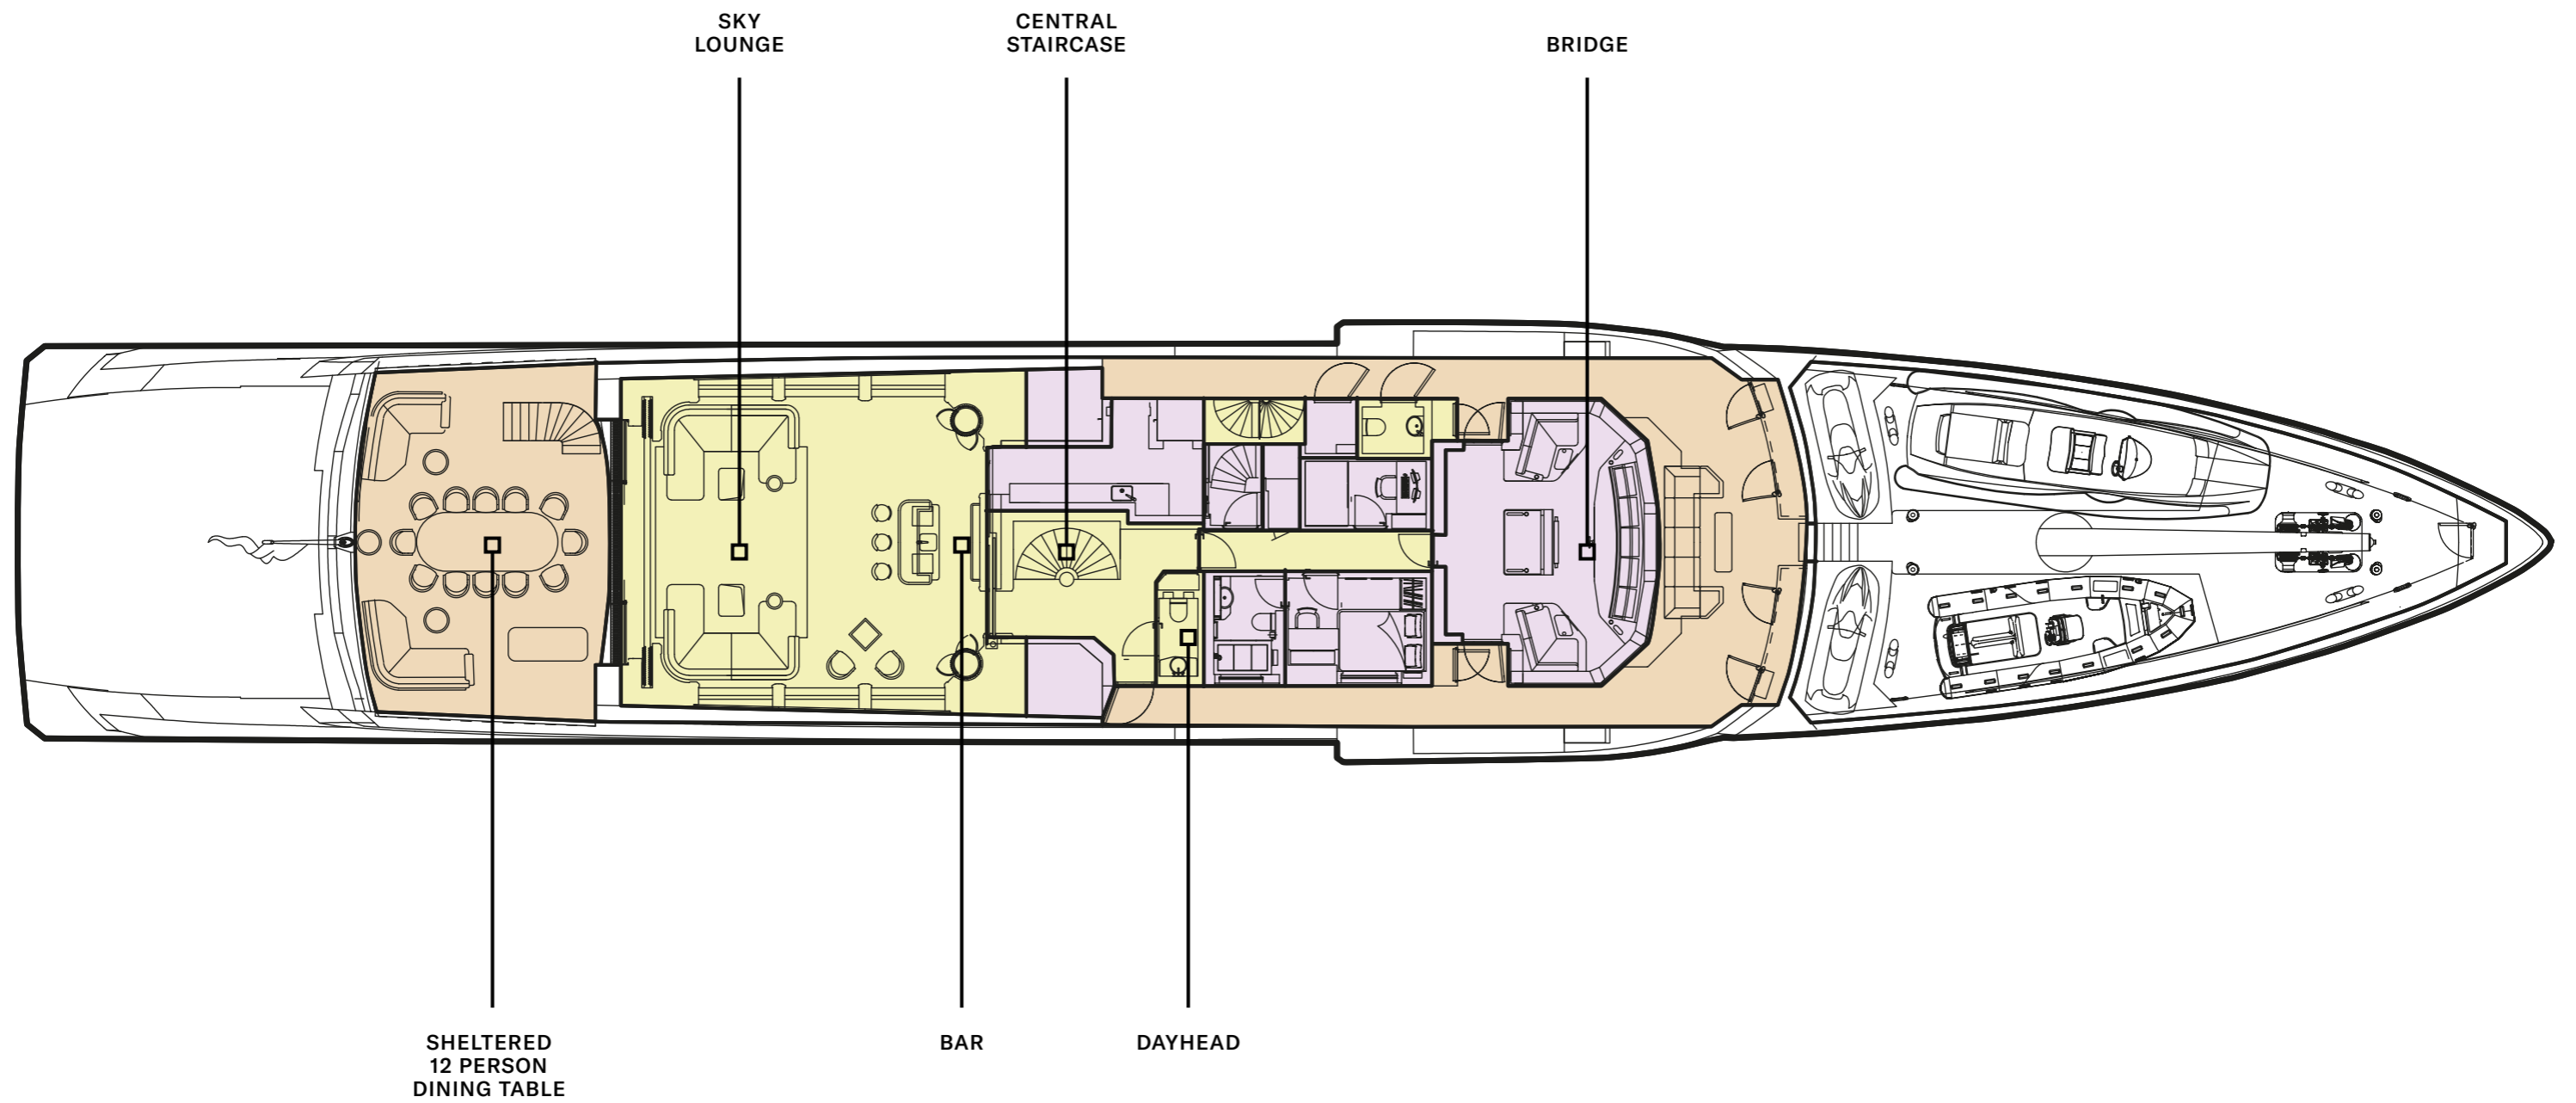 SKY
LOUNGE
CENTRAL
STAIRCASE
BRIDGE
SHELTERED
12 PERSON
DINING TABLE
BAR
DAYHEAD